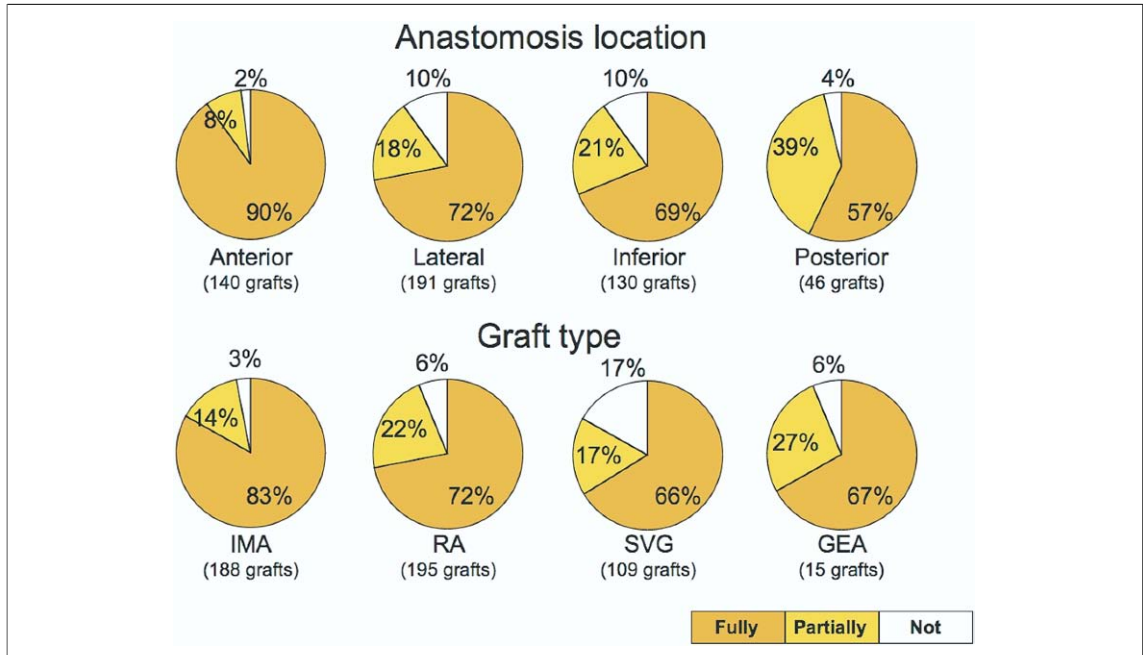 Anastomosis location
2% 10% 10% 4%
8% 18% 21% 39%
90% 72% 69% 57%
Anterior Lateral Inferior Posterior
(140 grafts) (191 grafts) (130 grafts) (46 grafts)
Graft type
3% 6% 17% 6%
14% 22% 17% 27%
83% 72% 66% 67%
IMA RA SVG GEA
(188 grafts) (195 grafts) (109 grafts) (15 grafts)
Fully Partially Not